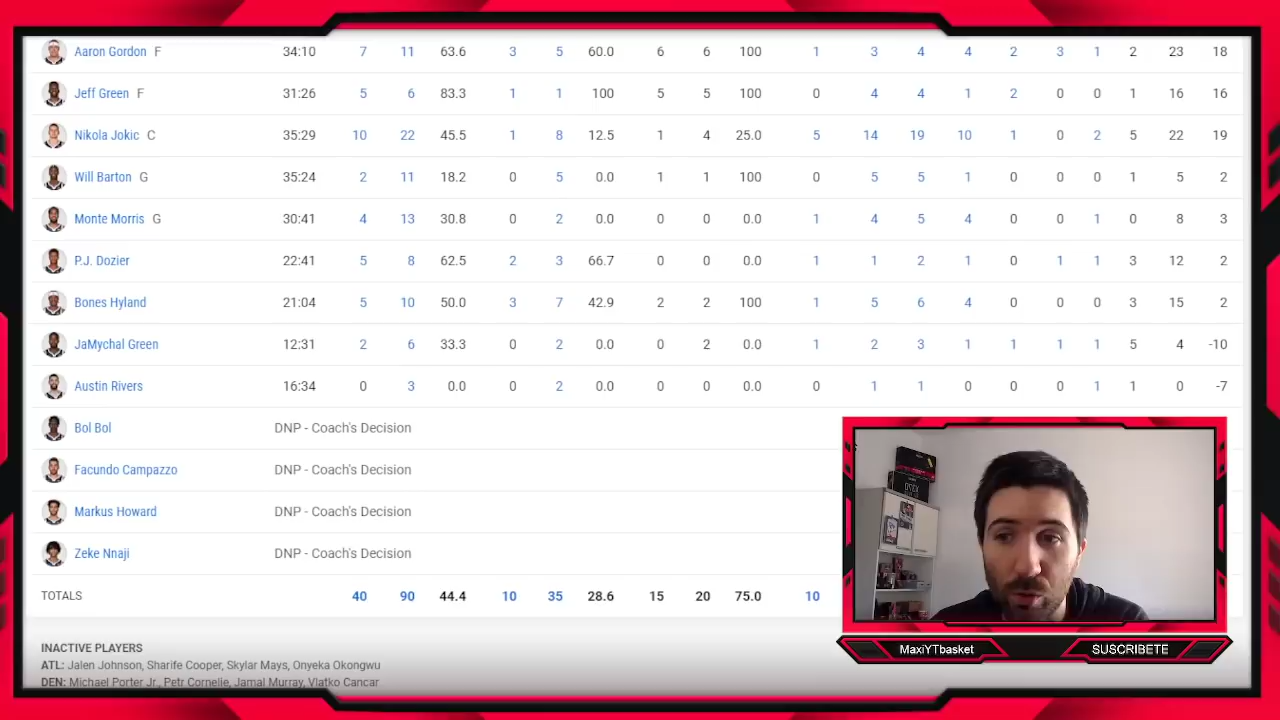 Aaron Gordon F 34:10 7 11 63.6 3 5 60.0 6 6 100 1 3 4 4 2 3 1 2 23 18
Jeff Green F 31:26 5 6 83.3 1 1 100 5 5 100 0 4 4 1 2 0 0 1 16 16
Nikola Jokic C 35:29 10 22 45.5 1 8 12.5 1 4 25.0 5 14 19 10 1 0 2 5 22 19
Will Barton G 35:24 2 11 18.2 0 5 0.0 1 1 100 0 5 5 1 0 0 0 1 5 2
Monte Morris G 30:41 4 13 30.8 0 2 0.0 0 0 0.0 1 4 5 4 0 0 1 0 8 3
P.J. Dozier 22:41 5 8 62.5 2 3 66.7 0 0 0.0 1 1 2 1 0 1 1 3 12 2
Bones Hyland 21:04 5 10 50.0 3 7 42.9 2 2 100 1 5 6 4 0 0 0 3 15 2
JaMychal Green 12:31 2 6 33.3 0 2 0.0 0 2 0.0 1 2 3 1 1 1 1 5 4 -10
Austin Rivers 16:34 0 3 0.0 0 2 0.0 0 0 0.0 0 1 1 0 0 0 1 1 0 -7
Bol Bol DNP - Coach's Decision
Facundo Campazzo DNP - Coach's Decision
Markus Howard DNP - Coach's Decision
Zeke Nnaji DNP - Coach's Decision
TOTALS 40 90 44.4 10 35 28.6 15 20 75.0 10
INACTIVE PLAYERS
ATL: Jalen Johnson, Sharife Cooper, Skylar Mays, Onyeka Okongwu
DEN: Michael Porter Jr., Petr Cornelie, Jamal Murray, Vlatko Cancar
MaxiYTbasket
SUSCRIBETE